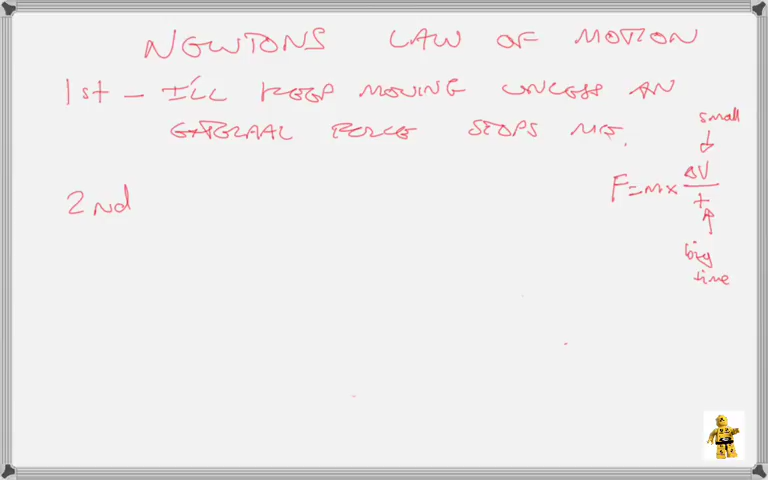 NEWTONS LAW OF MOTION
1st - I'LL KEEP MOVING UNLESS AN
EXTERNAL FORCE STOPS ME.
small
F=mx ΔV
t
2nd
big
time